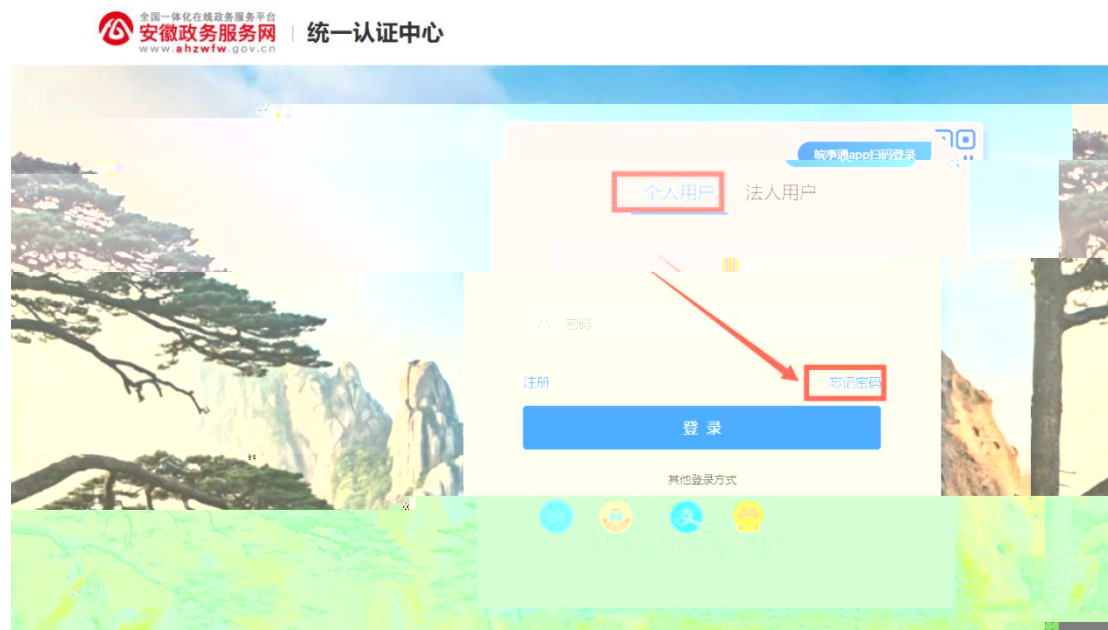 全国一体化在线政务服务平台
安徽政务服务网
www.ahzwfw.gov.cn
统一认证中心
皖事通app扫码登录
个人用户 法人用户
密码
注册 忘记密码
登 录
其他登录方式